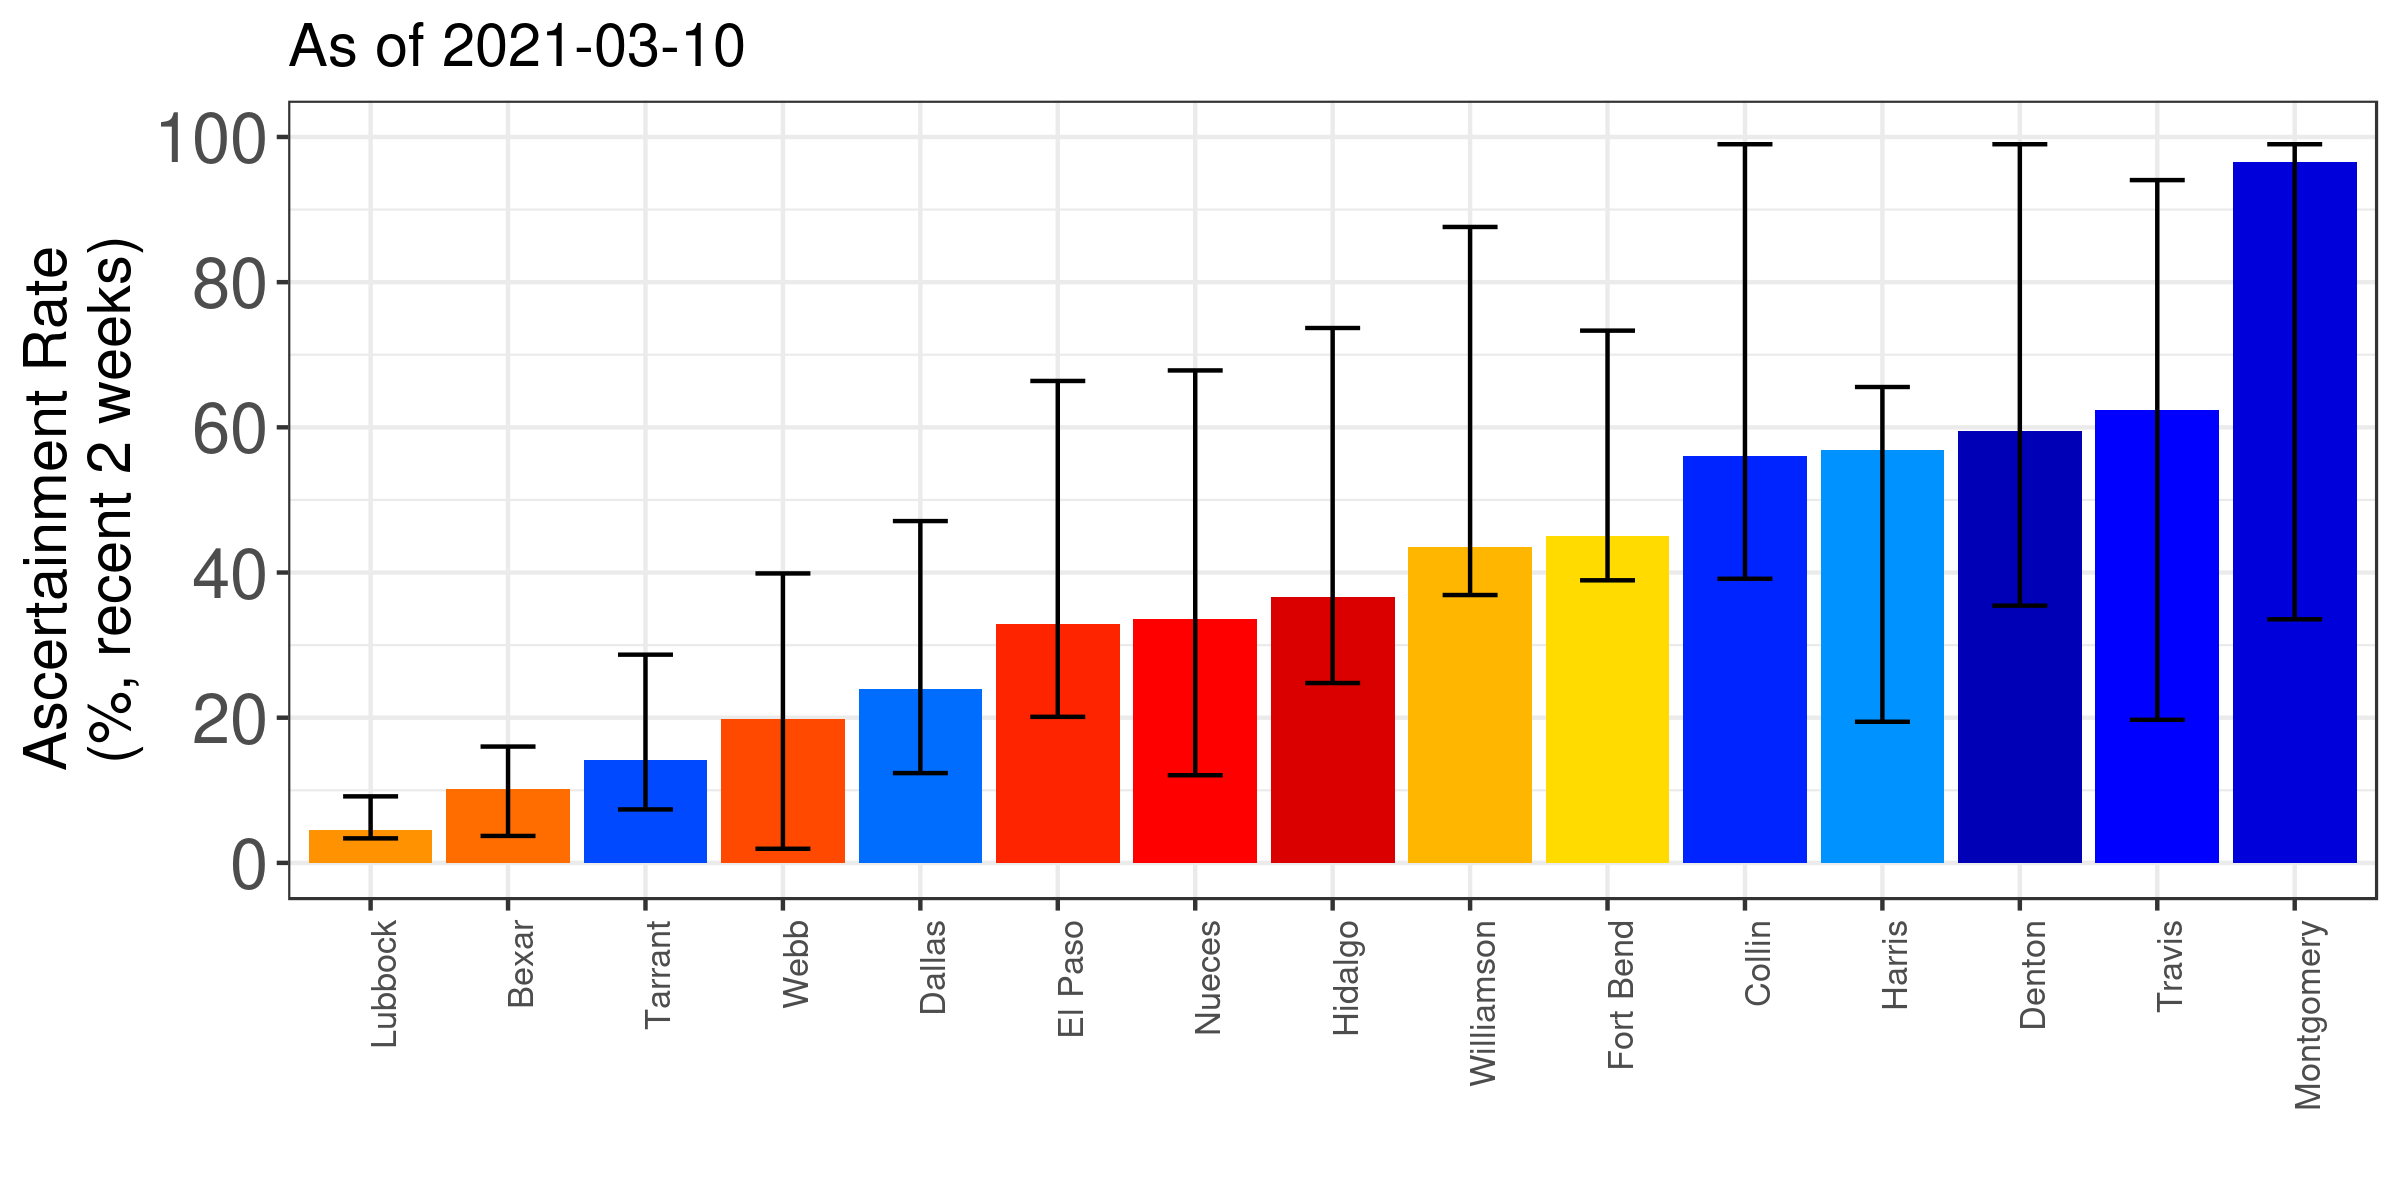 As of 2021-03-10
Ascertainment Rate
(%, recent 2 weeks)
100
80
60
40
20
0
Lubbock
Bexar
Tarrant
Webb
Dallas
El Paso
Nueces
Hidalgo
Williamson
Fort Bend
Collin
Harris
Denton
Travis
Montgomery